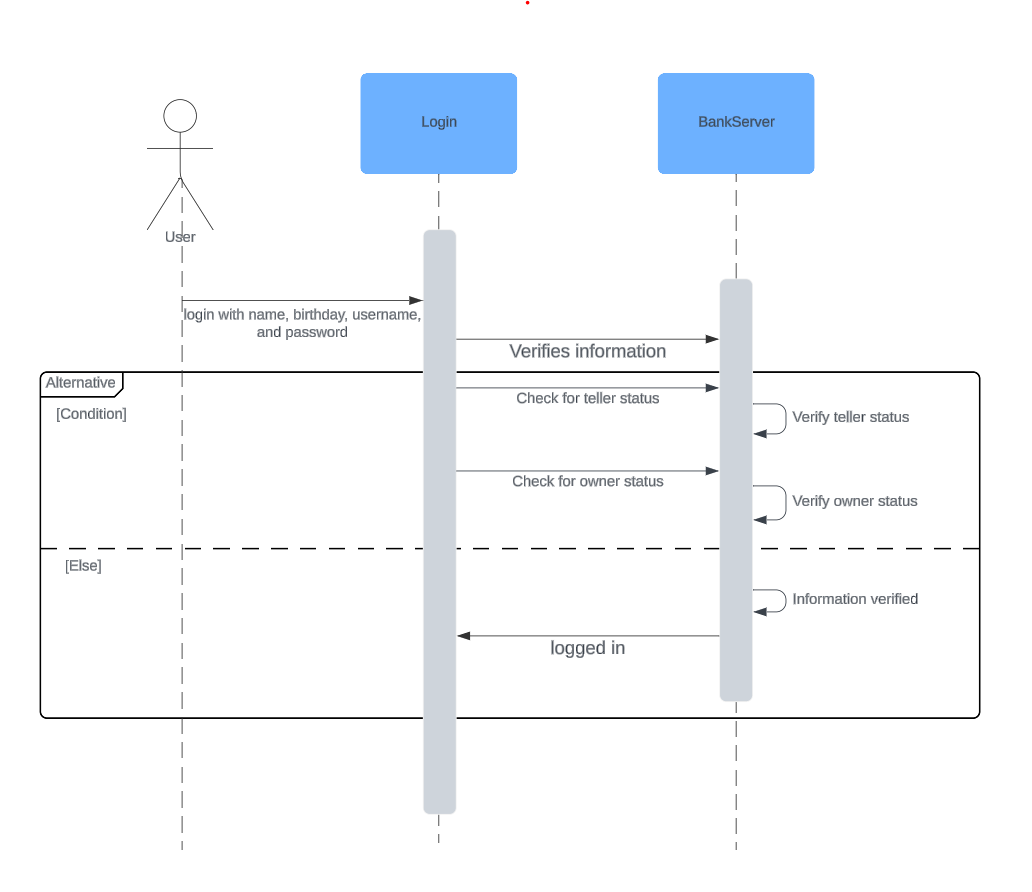 Login
BankServer
User
login with name, birthday, username,
and password
Verifies information
Alternative
[Condition]
Check for teller status
Verify teller status
Check for owner status
Verify owner status
[Else]
Information verified
logged in